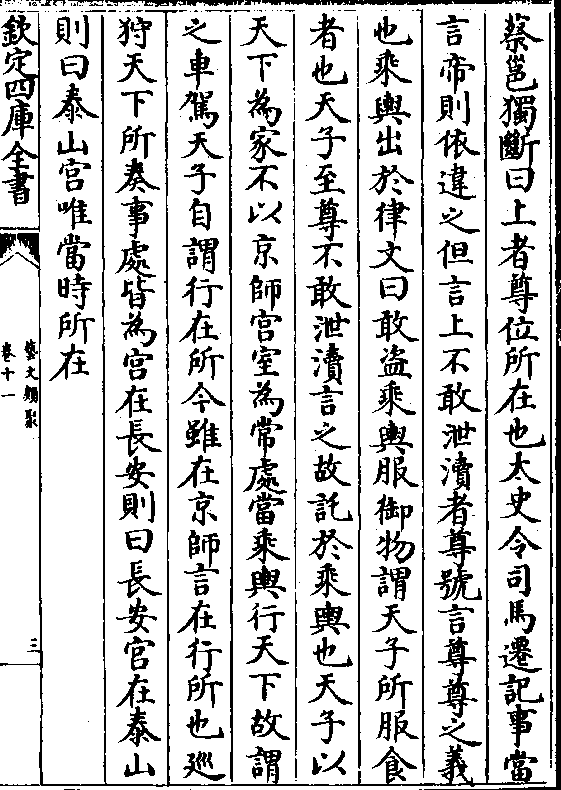 蔡邕獨斷曰上者尊位所在也太史令司馬遷記事當
言帝則依違之但言上不敢泄瀆者尊號言尊尊之義
也乘輿出於律文曰敢盗乘輿服御物謂天子所服食
者也天子至尊不敢泄瀆言之故託於乘輿也天子以
天下為家不以京師宫室為常處當乘輿行天下故謂
之車駕天子自謂行在所今雖在京師言在行所也廵
狩天下所奏事處皆為宫在長安則曰長安宫在泰山
則曰泰山宫唯當時所在
欽定四庫全書
藝文類聚
卷十一
三